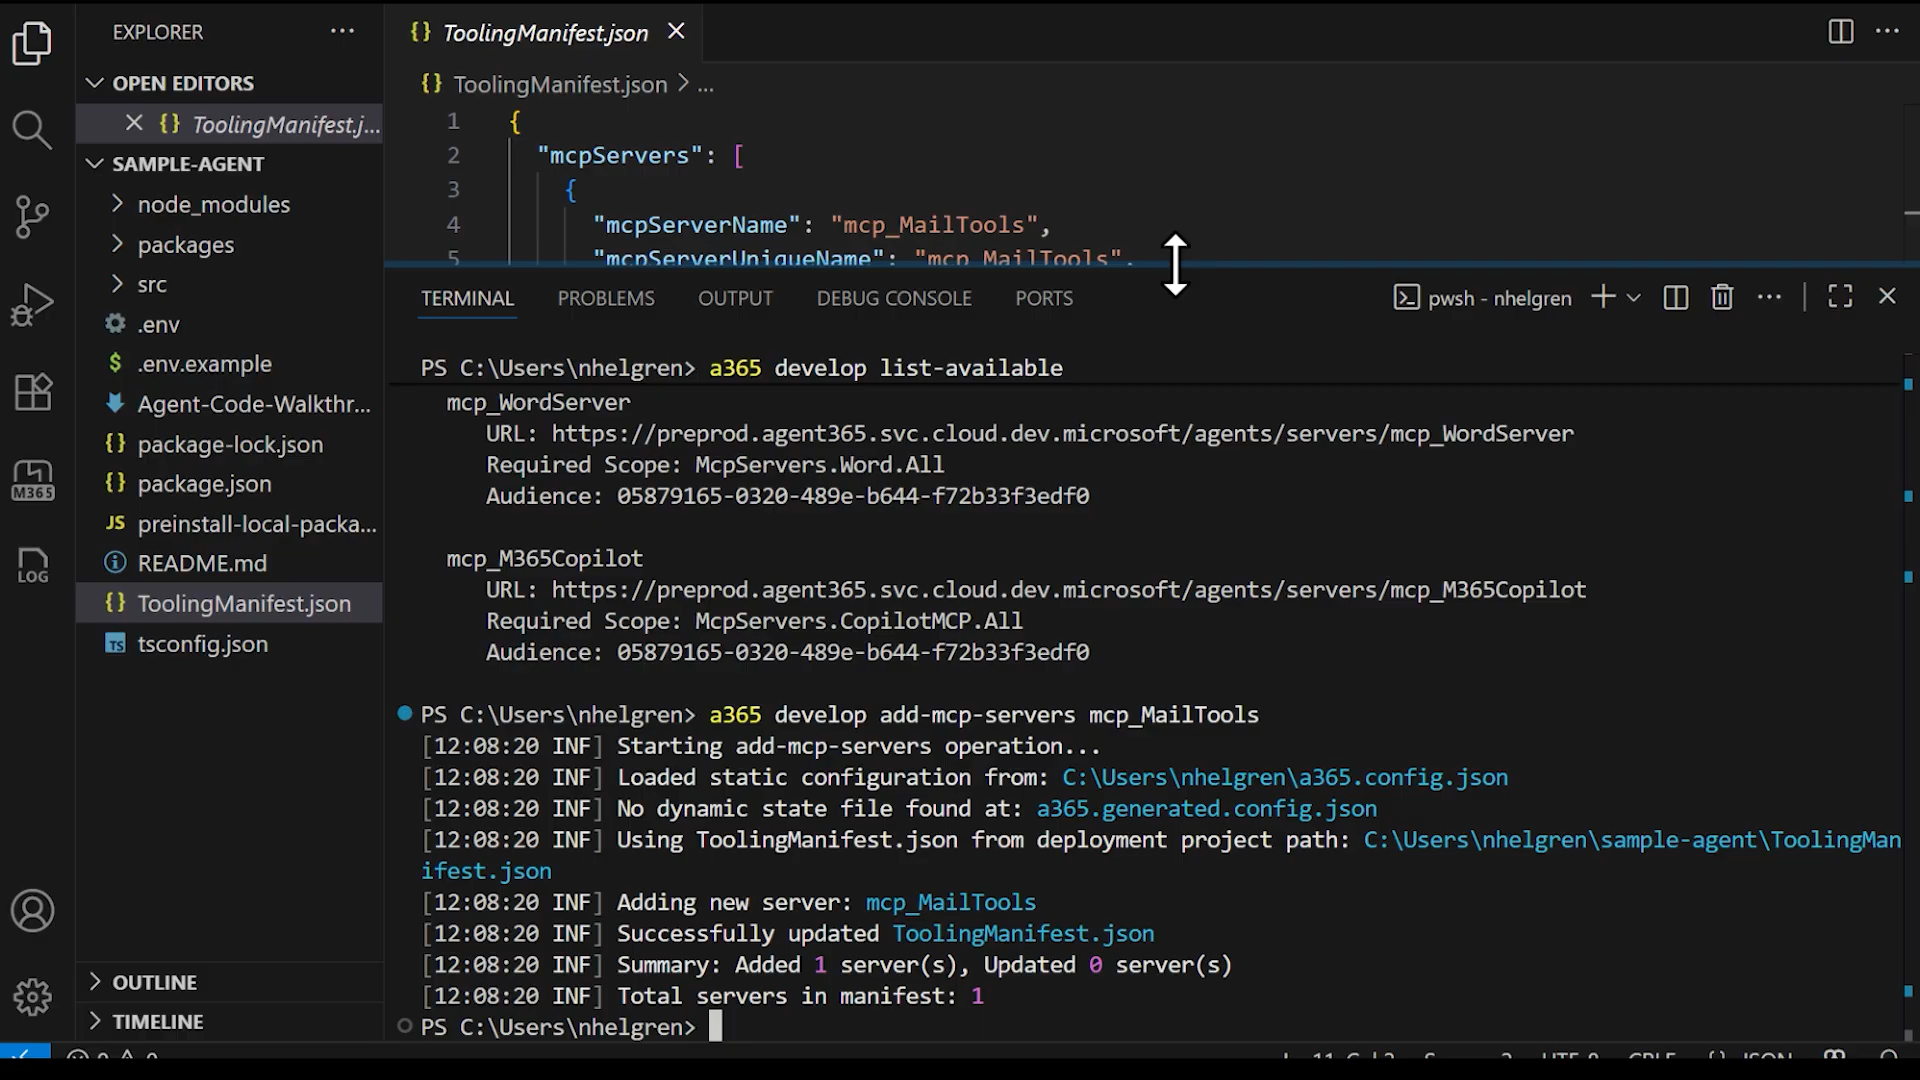 EXPLORER
OPEN EDITORS
ToolingManifest.j...
SAMPLE-AGENT
node_modules
packages
src
.env
.env.example
Agent-Code-Walkthr...
package-lock.json
package.json
preinstall-local-packa...
README.md
ToolingManifest.json
tsconfig.json
OUTLINE
TIMELINE
M365
LOG
ToolingManifest.json
ToolingManifest.json > ...
1 {
2 "mcpServers": [
3 {
4 "mcpServerName": "mcp_MailTools",
5 "mcpServerUniqueName": "mcp_MailTools",
TERMINAL PROBLEMS OUTPUT DEBUG CONSOLE PORTS pwsh - nhelgren
PS C:\Users\nhelgren> a365 develop list-available
mcp_WordServer
URL: https://preprod.agent365.svc.cloud.dev.microsoft/agents/servers/mcp_WordServer
Required Scope: McpServers.Word.All
Audience: 05879165-0320-489e-b644-f72b33f3edf0
mcp_M365Copilot
URL: https://preprod.agent365.svc.cloud.dev.microsoft/agents/servers/mcp_M365Copilot
Required Scope: McpServers.CopilotMCP.All
Audience: 05879165-0320-489e-b644-f72b33f3edf0
PS C:\Users\nhelgren> a365 develop add-mcp-servers mcp_MailTools
[12:08:20 INF] Starting add-mcp-servers operation...
[12:08:20 INF] Loaded static configuration from: C:\Users\nhelgren\a365.config.json
[12:08:20 INF] No dynamic state file found at: a365.generated.config.json
[12:08:20 INF] Using ToolingManifest.json from deployment project path: C:\Users\nhelgren\sample-agent\ToolingMan
ifest.json
[12:08:20 INF] Adding new server: mcp_MailTools
[12:08:20 INF] Successfully updated ToolingManifest.json
[12:08:20 INF] Summary: Added 1 server(s), Updated 0 server(s)
[12:08:20 INF] Total servers in manifest: 1
PS C:\Users\nhelgren>